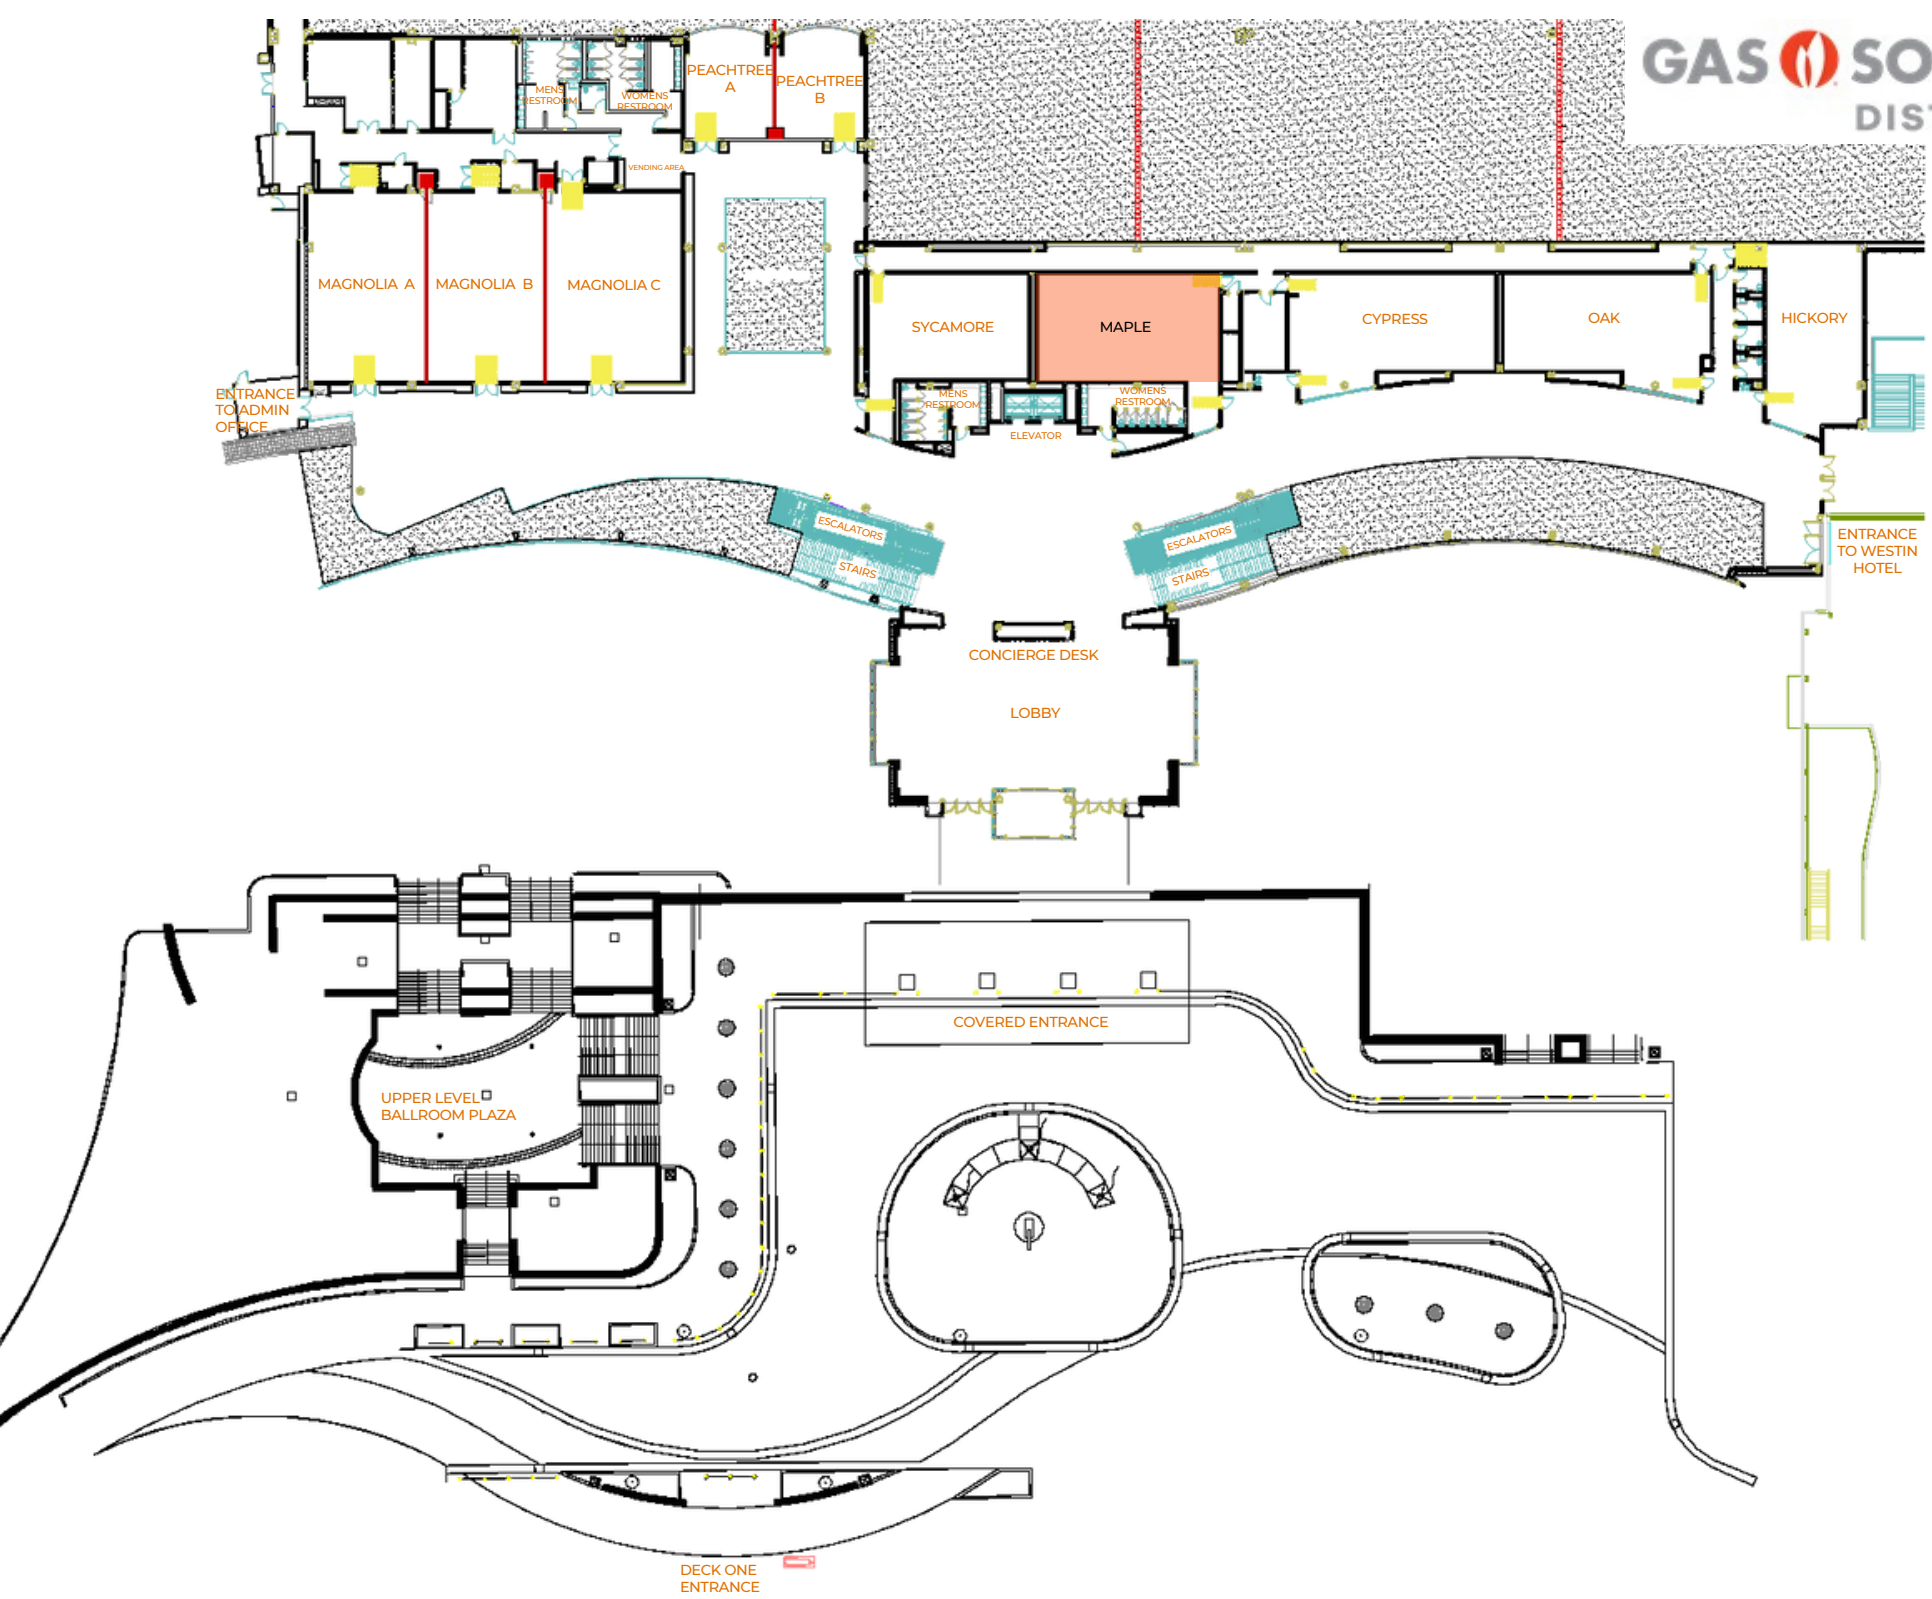 GAS SO
DIS
PEACHTREE
A
PEACHTREE
B
MENS
RESTROOM
WOMENS
RESTROOM
VENDING AREA
MAGNOLIA A
MAGNOLIA B
MAGNOLIA C
SYCAMORE
MAPLE
CYPRESS
OAK
HICKORY
ENTRANCE
TO ADMIN
OFFICE
MENS
RESTROOM
WOMENS
RESTROOM
ELEVATOR
ESCALATORS
STAIRS
ESCALATORS
STAIRS
ENTRANCE
TO WESTIN
HOTEL
CONCIERGE DESK
LOBBY
COVERED ENTRANCE
UPPER LEVEL
BALLROOM PLAZA
DECK ONE
ENTRANCE